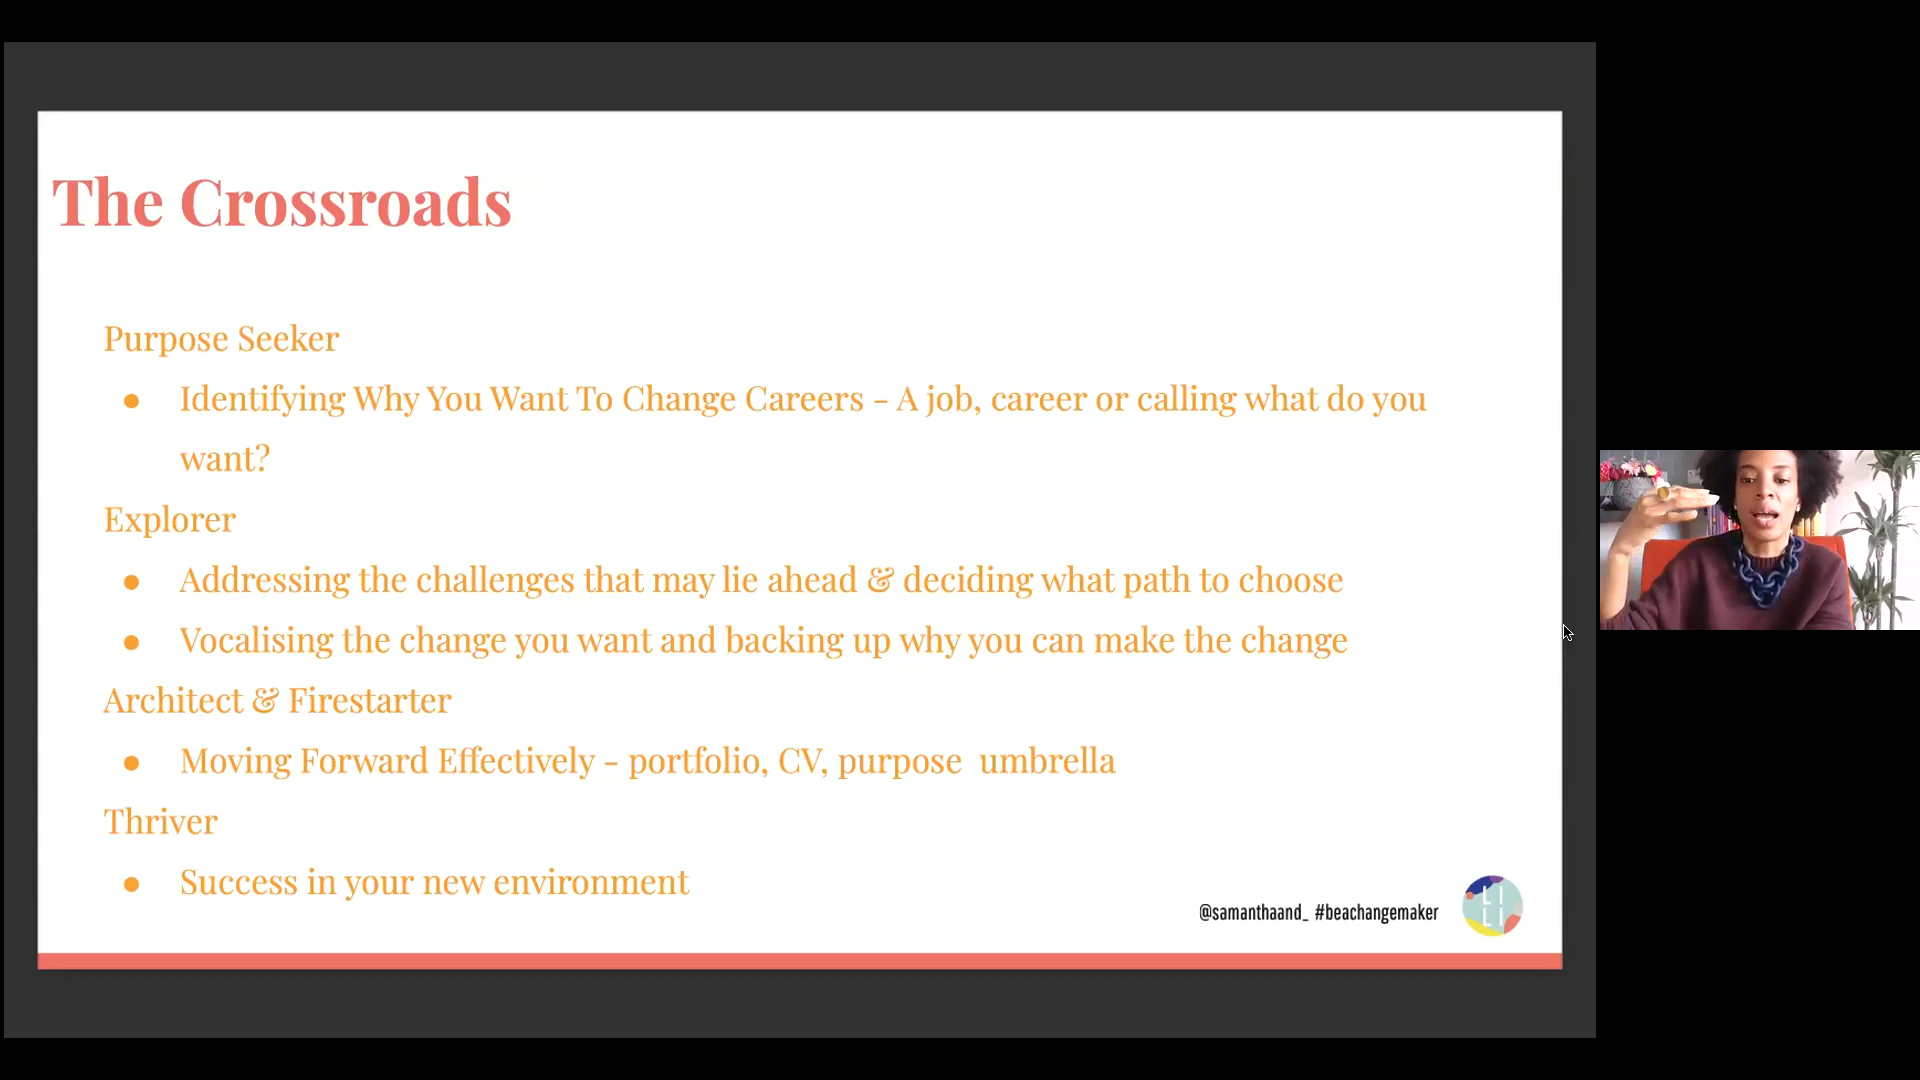 The Crossroads
Purpose Seeker
● Identifying Why You Want To Change Careers - A job, career or calling what do you
want?
Explorer
● Addressing the challenges that may lie ahead & deciding what path to choose
● Vocalising the change you want and backing up why you can make the change
Architect & Firestarter
● Moving Forward Effectively - portfolio, CV, purpose  umbrella
Thriver
● Success in your new environment
@samanthaand_ #beachangemaker
LI
LI